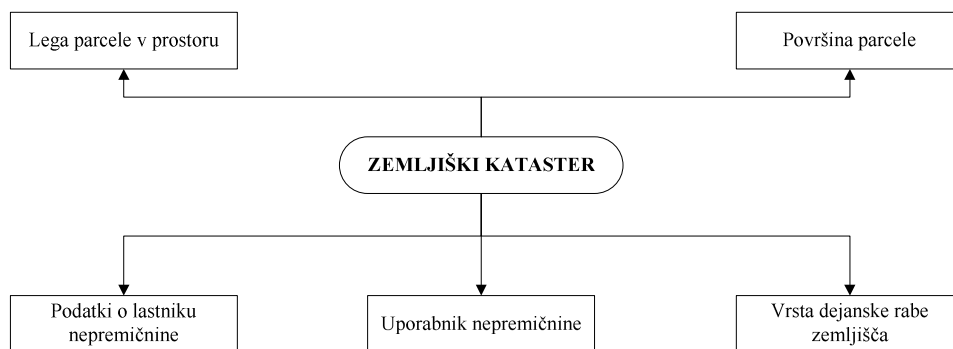 Lega parcele v prostoru
Površina parcele
ZEMLJIŠKI KATASTER
Podatki o lastniku
nepremičnine
Uporabnik nepremičnine
Vrsta dejanske rabe
zemljišča